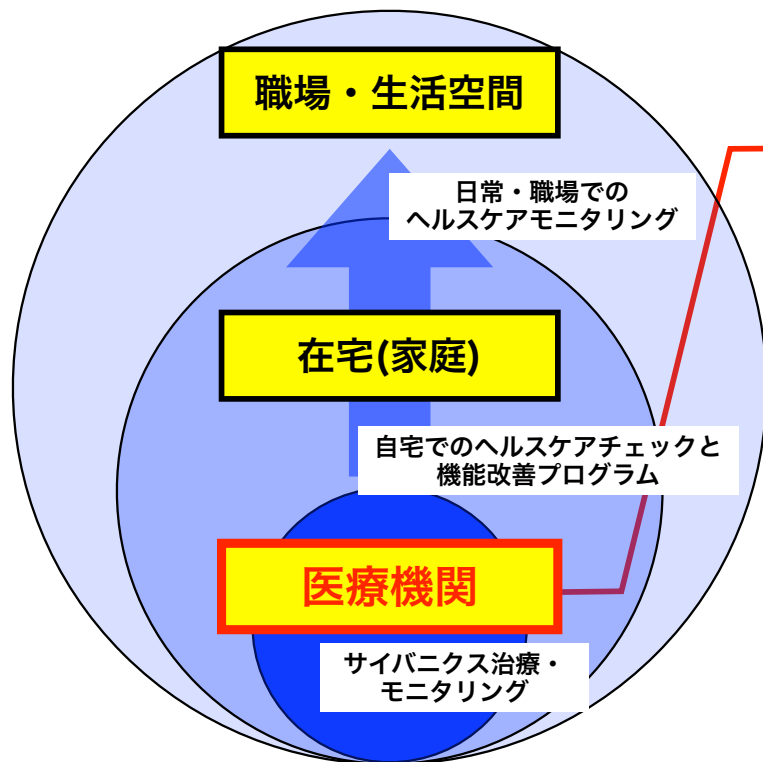 職場・生活空間
日常・職場での
ヘルスケアモニタリング
在宅(家庭)
自宅でのヘルスケアチェックと
機能改善プログラム
医療機関
サイバニクス治療・
モニタリング